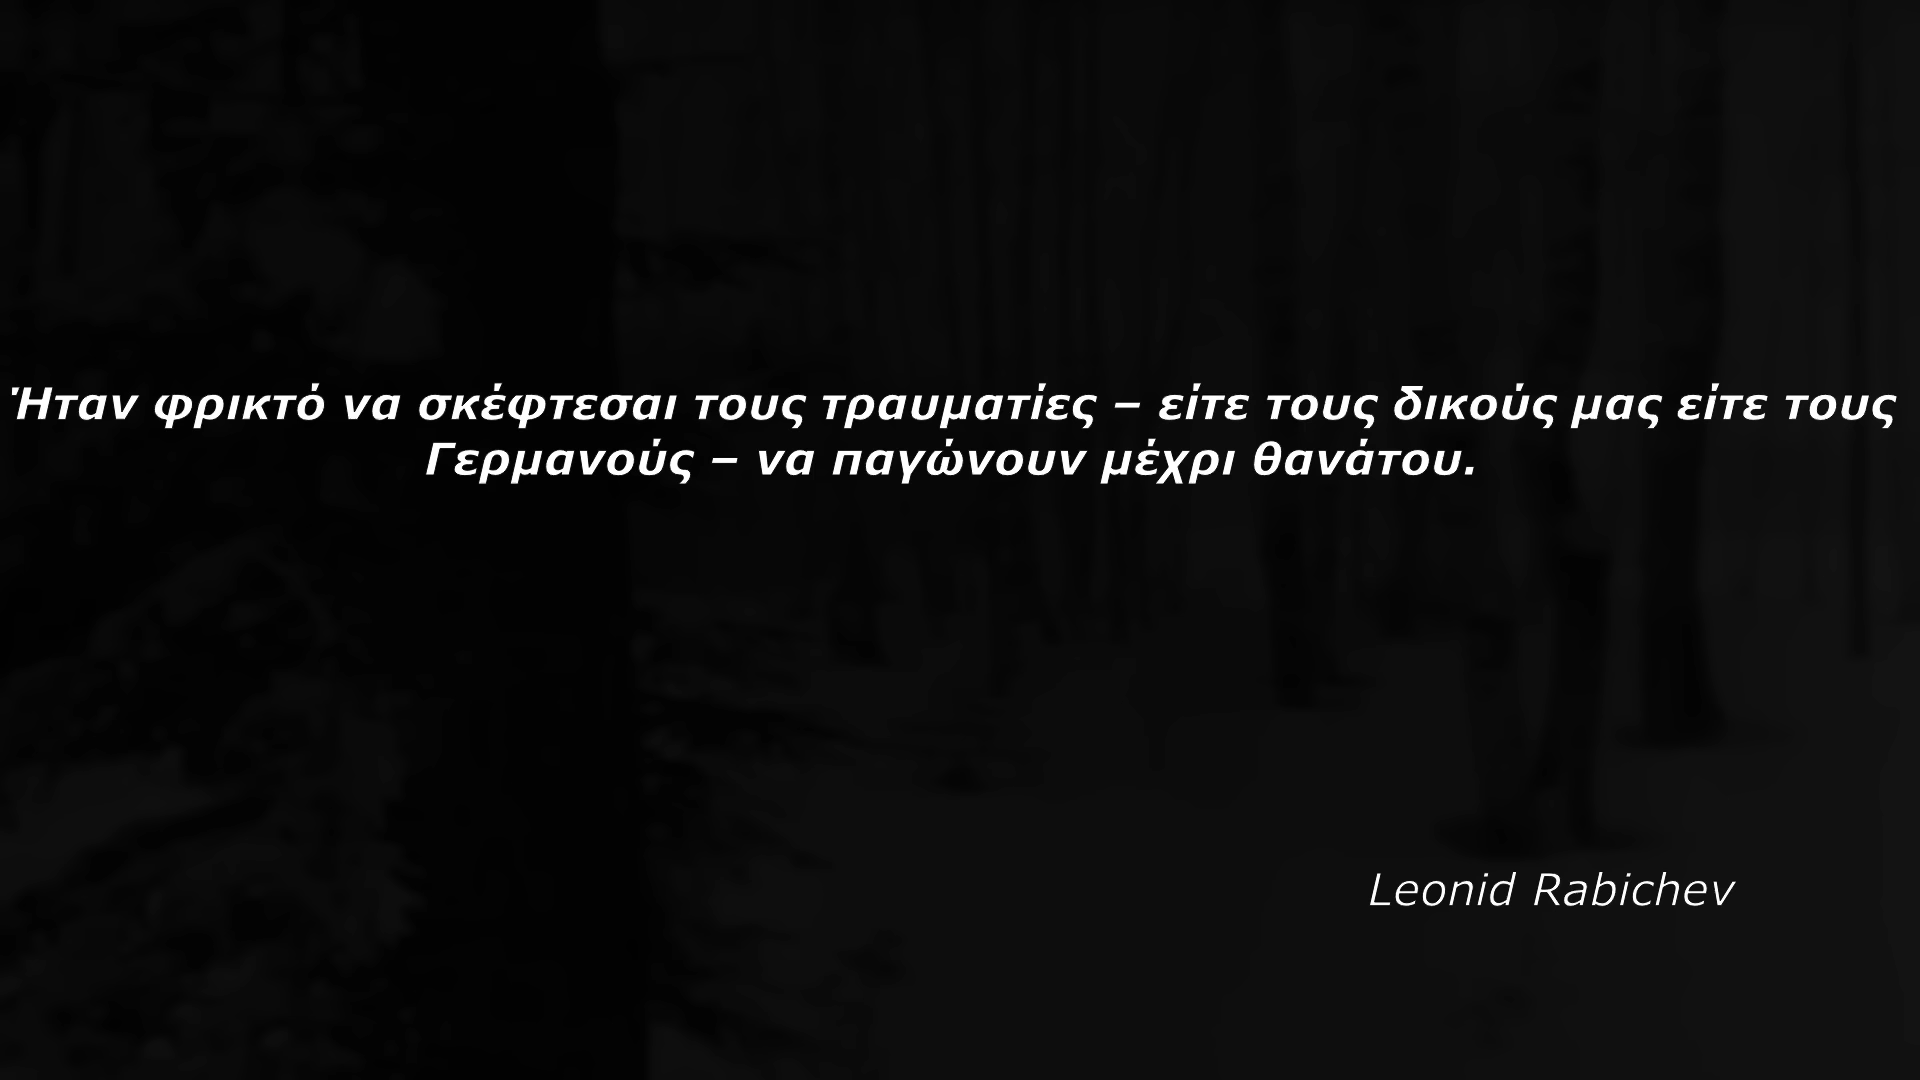 Ήταν φρικτό να σκέφτεσαι τους τραυματίες – είτε τους δικούς μας είτε τους
Γερμανούς – να παγώνουν μέχρι θανάτου.
Leonid Rabichev